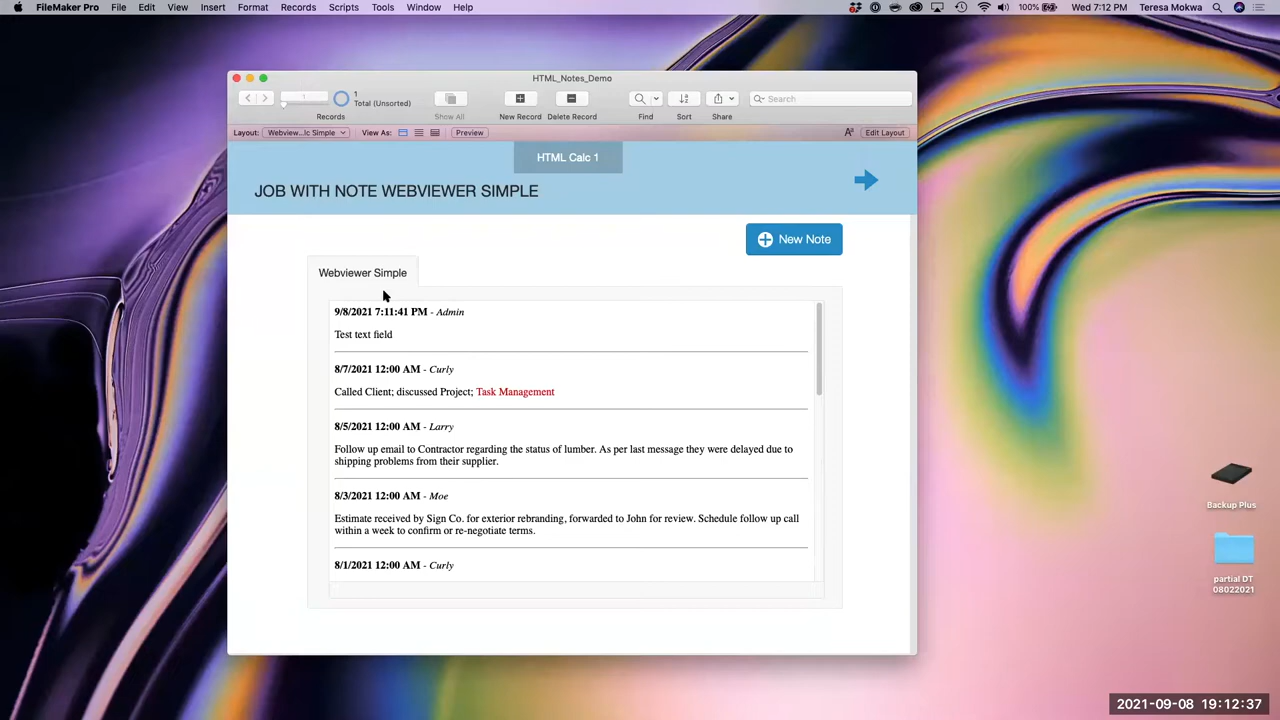 FileMaker Pro File Edit View Insert Format Records Scripts Tools Window Help 100% Wed 7:12 PM Teresa Mokwa
HTML_Notes_Demo
1
1
Total (Unsorted)
Search
Records Show All New Record Delete Record Find Sort Share
Layout: Webview...lc Simple View As: Preview Edit Layout
HTML Calc 1
JOB WITH NOTE WEBVIEWER SIMPLE
New Note
Webviewer Simple
9/8/2021 7:11:41 PM - Admin
Test text field
8/7/2021 12:00 AM - Curly
Called Client; discussed Project; Task Management
8/5/2021 12:00 AM - Larry
Follow up email to Contractor regarding the status of lumber. As per last message they were delayed due to
shipping problems from their supplier.
8/3/2021 12:00 AM - Moe
Estimate received by Sign Co. for exterior rebranding, forwarded to John for review. Schedule follow up call
within a week to confirm or re-negotiate terms.
8/1/2021 12:00 AM - Curly
Backup Plus
partial DT
08022021
2021-09-08 19:12:37